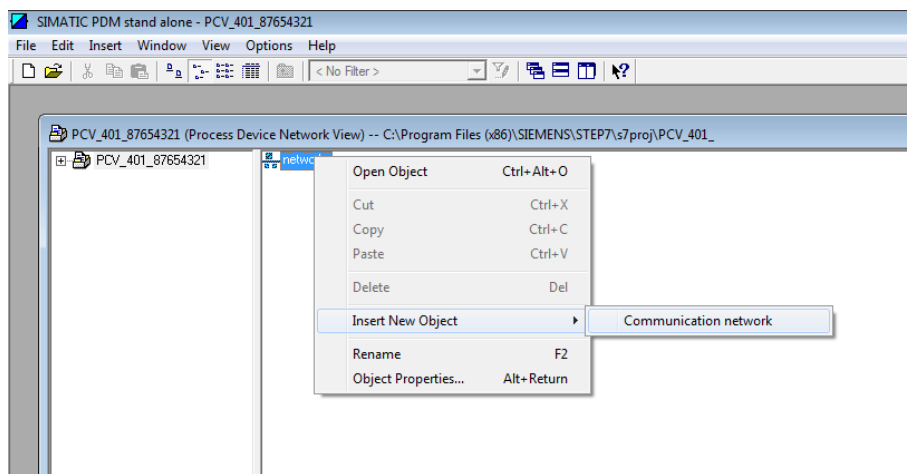 SIMATIC PDM stand alone - PCV_401_87654321
File Edit Insert Window View Options Help
< No Filter >
PCV_401_87654321 (Process Device Network View) -- C:\Program Files (x86)\SIEMENS\STEP7\s7proj\PCV_401_
PCV_401_87654321
Open Object Ctrl+Alt+O
Cut Ctrl+X
Copy Ctrl+C
Paste Ctrl+V
Delete Del
Insert New Object Communication network
Rename F2
Object Properties... Alt+Return